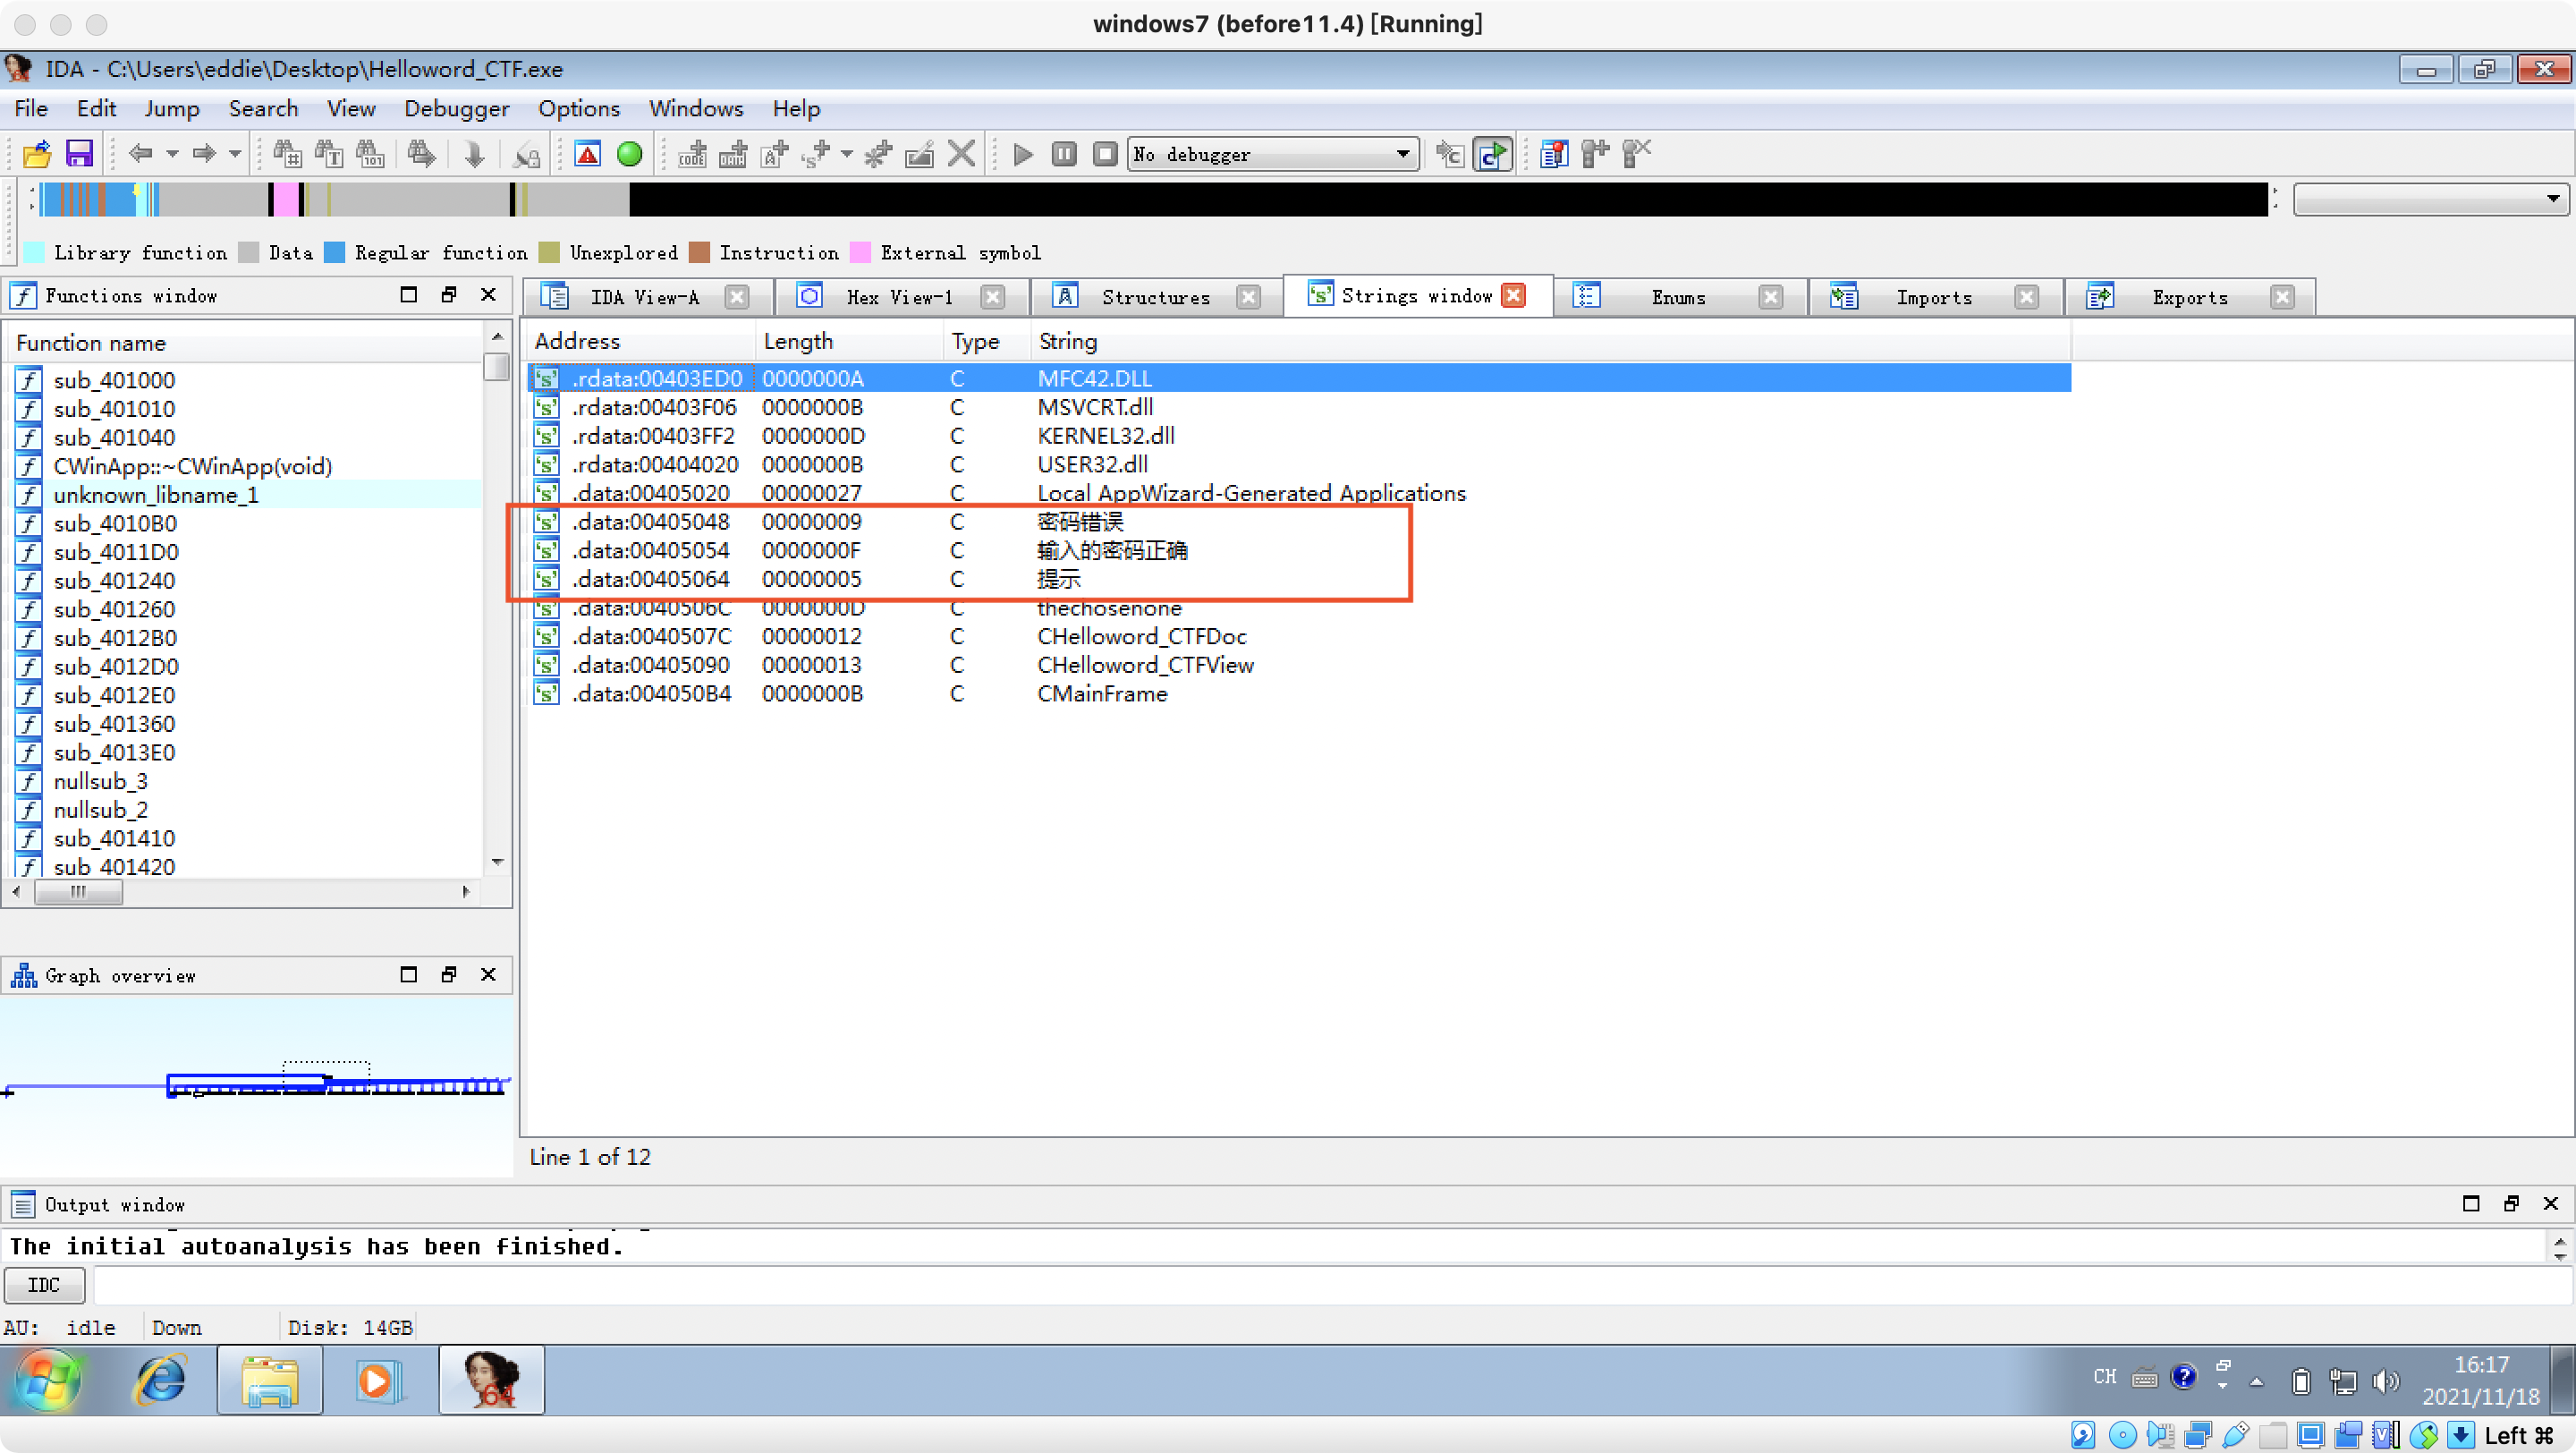 windows7 (before11.4) [Running]
IDA - C:\Users\eddie\Desktop\Helloword_CTF.exe
File Edit Jump Search View Debugger Options Windows Help
No debugger
Library function Data Regular function Unexplored Instruction External symbol
Functions window
IDA View-A Hex View-1 Structures Strings window Enums Imports Exports
Function name
sub_401000
sub_401010
sub_401040
CWinApp::~CWinApp(void)
unknown_libname_1
sub_4010B0
sub_4011D0
sub_401240
sub_401260
sub_4012B0
sub_4012D0
sub_4012E0
sub_401360
sub_4013E0
nullsub_3
nullsub_2
sub_401410
sub_401420
Address Length Type String
.rdata:00403ED0 0000000A C MFC42.DLL
.rdata:00403F06 0000000B C MSVCRT.dll
.rdata:00403FF2 0000000D C KERNEL32.dll
.rdata:00404020 0000000B C USER32.dll
.data:00405020 00000027 C Local AppWizard-Generated Applications
.data:00405048 00000009 C 密码错误
.data:00405054 0000000F C 输入的密码正确
.data:00405064 00000005 C 提示
.data:0040506C 0000000D C thechosenone
.data:0040507C 00000012 C CHelloword_CTFDoc
.data:00405090 00000013 C CHelloword_CTFView
.data:004050B4 0000000B C CMainFrame
Graph overview
Line 1 of 12
Output window
The initial autoanalysis has been finished.
IDC
AU: idle Down Disk: 14GB
64
CH
16:17
2021/11/18
Left ⌘